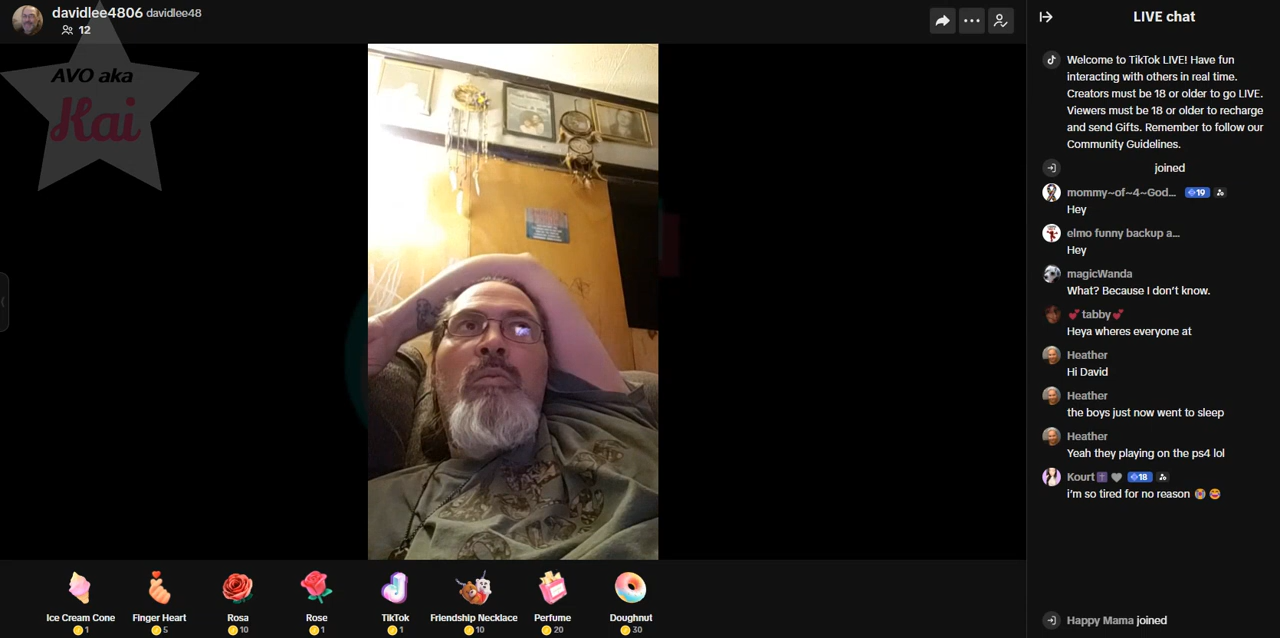 davidlee4806 davidlee48
12
AVO aka
Kai
LIVE chat
Welcome to TikTok LIVE! Have fun
interacting with others in real time.
Creators must be 18 or older to go LIVE.
Viewers must be 18 or older to recharge
and send Gifts. Remember to follow our
Community Guidelines.
joined
mommy~of~4~God... 19
Hey
elmo funny backup a...
Hey
magicWanda
What? Because I don't know.
💕tabby💕
Heya wheres everyone at
Heather
Hi David
Heather
the boys just now went to sleep
Heather
Yeah they playing on the ps4 lol
Kourt✝️🩶 18
i'm so tired for no reason 😭😂
Happy Mama joined
Ice Cream Cone
1
Finger Heart
5
Rosa
10
Rose
1
TikTok
1
Friendship Necklace
10
Perfume
20
Doughnut
30